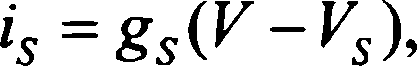 i_S = g_S(V − V_S),